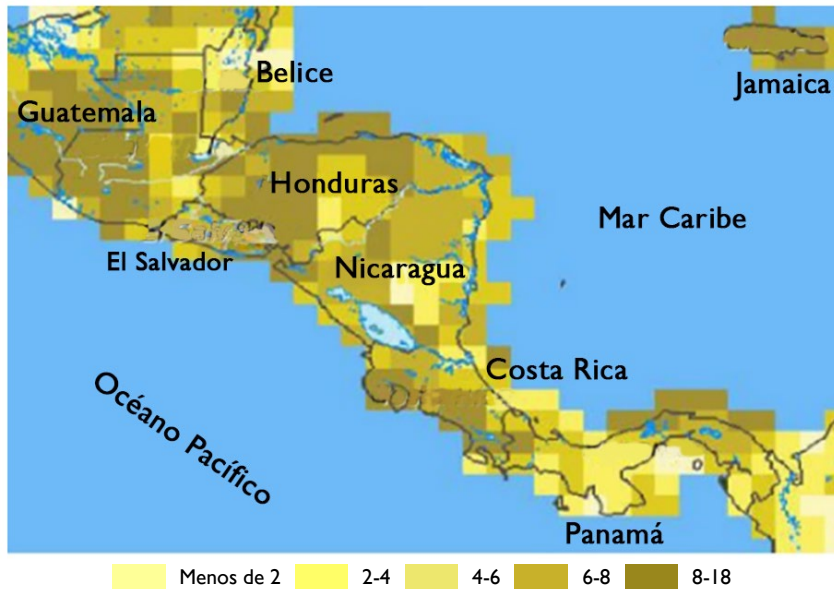 Belice
Jamaica
Guatemala
Honduras
Mar Caribe
El Salvador
Nicaragua
Costa Rica
Océano Pacífico
Panamá
Menos de 2
2-4
4-6
6-8
8-18